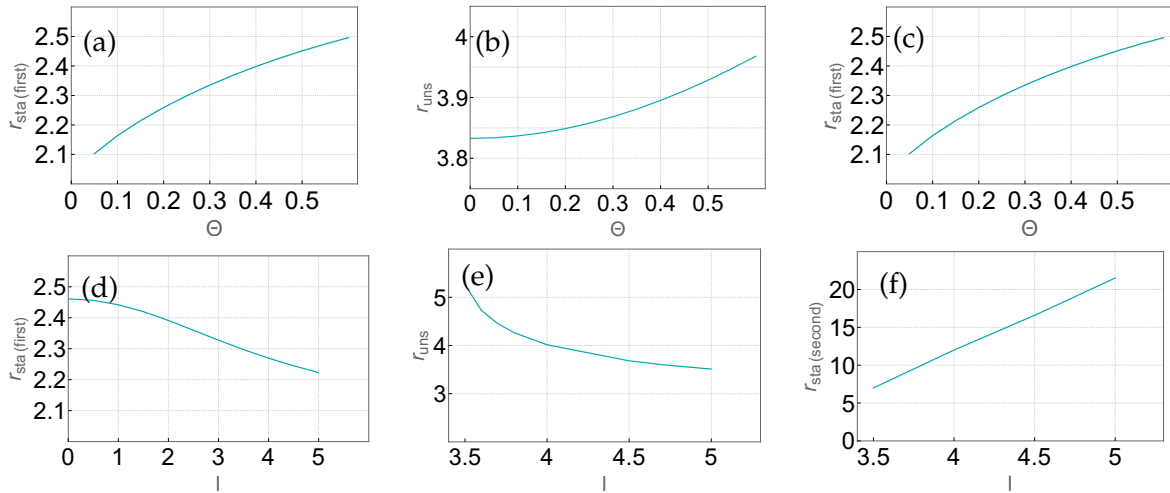 (a)
r_sta (first)
2.5
2.4
2.3
2.2
2.1
0 0.1 0.2 0.3 0.4 0.5
Θ
(b)
r_uns
4
3.9
3.8
0 0.1 0.2 0.3 0.4 0.5
Θ
(c)
r_sta (first)
2.5
2.4
2.3
2.2
2.1
0 0.1 0.2 0.3 0.4 0.5
Θ
(d)
r_sta (first)
2.5
2.4
2.3
2.2
2.1
0 1 2 3 4 5
(e)
r_uns
5
4
3
3.5 4 4.5 5
(f)
r_sta (second)
20
15
10
5
0
3.5 4 4.5 5